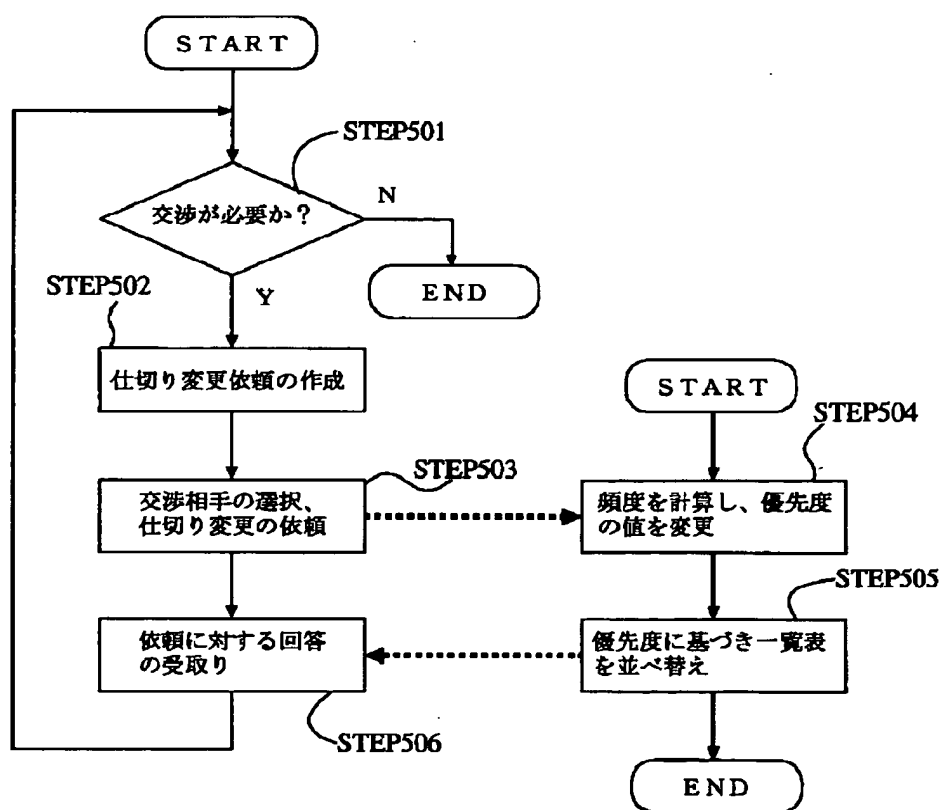 START
STEP501
交渉が必要か？
N
END
STEP502
Y
仕切り変更依頼の作成
START
STEP504
STEP503
交渉相手の選択、
仕切り変更の依頼
頻度を計算し、優先度
の値を変更
STEP505
依頼に対する回答
の受取り
優先度に基づき一覧表
を並べ替え
STEP506
END